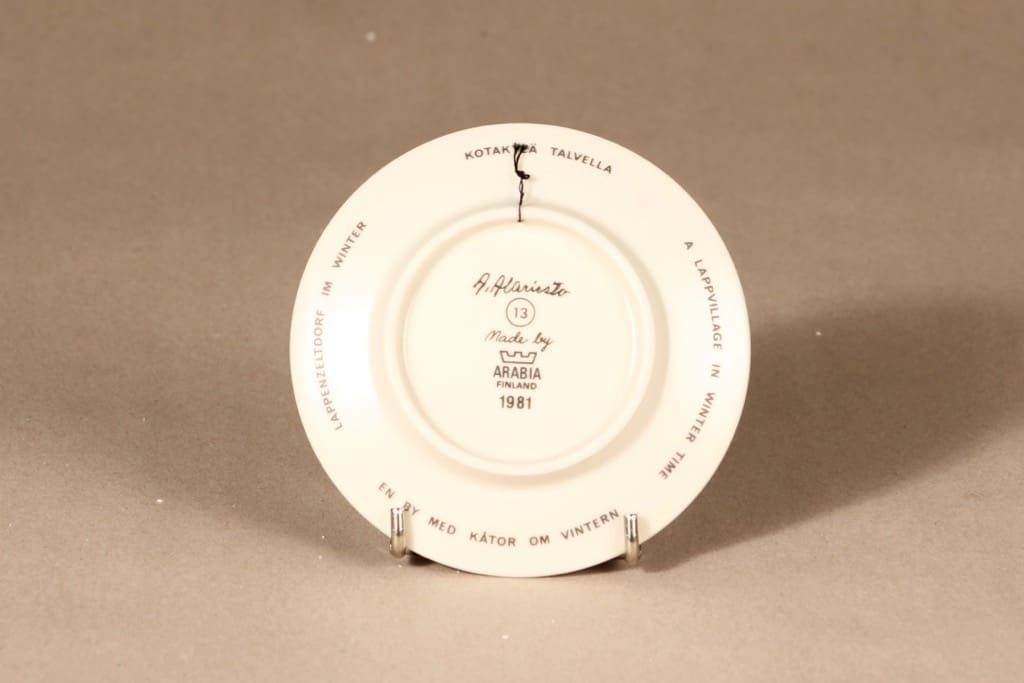 KOTAKYLÄ TALVELLA
A LAPPVILLAGE IN WINTER TIME
EN BY MED KÅTOR OM VINTERN
LAPPENZELTDORF IM WINTER
A. Alariesto
13
Made by
ARABIA
FINLAND
1981